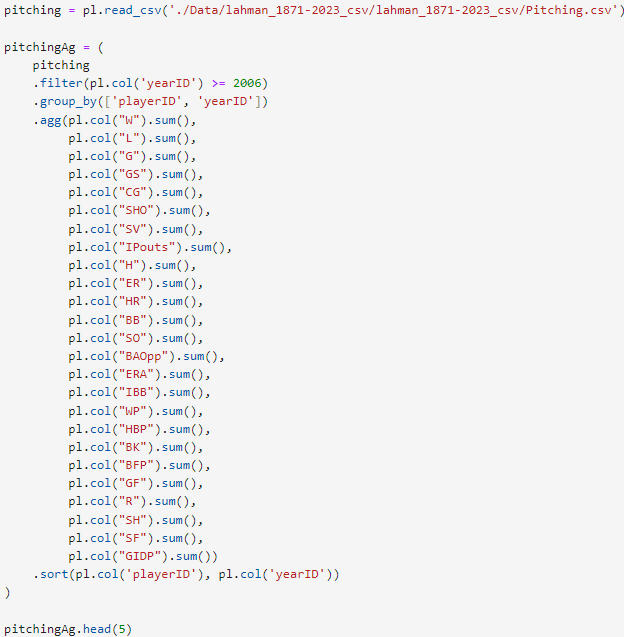 pitching = pl.read_csv('./Data/lahman_1871-2023_csv/lahman_1871-2023_csv/Pitching.csv')

pitchingAg = (
    pitching
    .filter(pl.col('yearID') >= 2006)
    .group_by(['playerID', 'yearID'])
    .agg(pl.col("W").sum(),
         pl.col("L").sum(),
         pl.col("G").sum(),
         pl.col("GS").sum(),
         pl.col("CG").sum(),
         pl.col("SHO").sum(),
         pl.col("SV").sum(),
         pl.col("IPouts").sum(),
         pl.col("H").sum(),
         pl.col("ER").sum(),
         pl.col("HR").sum(),
         pl.col("BB").sum(),
         pl.col("SO").sum(),
         pl.col("BAOpp").sum(),
         pl.col("ERA").sum(),
         pl.col("IBB").sum(),
         pl.col("WP").sum(),
         pl.col("HBP").sum(),
         pl.col("BK").sum(),
         pl.col("BFP").sum(),
         pl.col("GF").sum(),
         pl.col("R").sum(),
         pl.col("SH").sum(),
         pl.col("SF").sum(),
         pl.col("GIDP").sum())
    .sort(pl.col('playerID'), pl.col('yearID'))
)

pitchingAg.head(5)